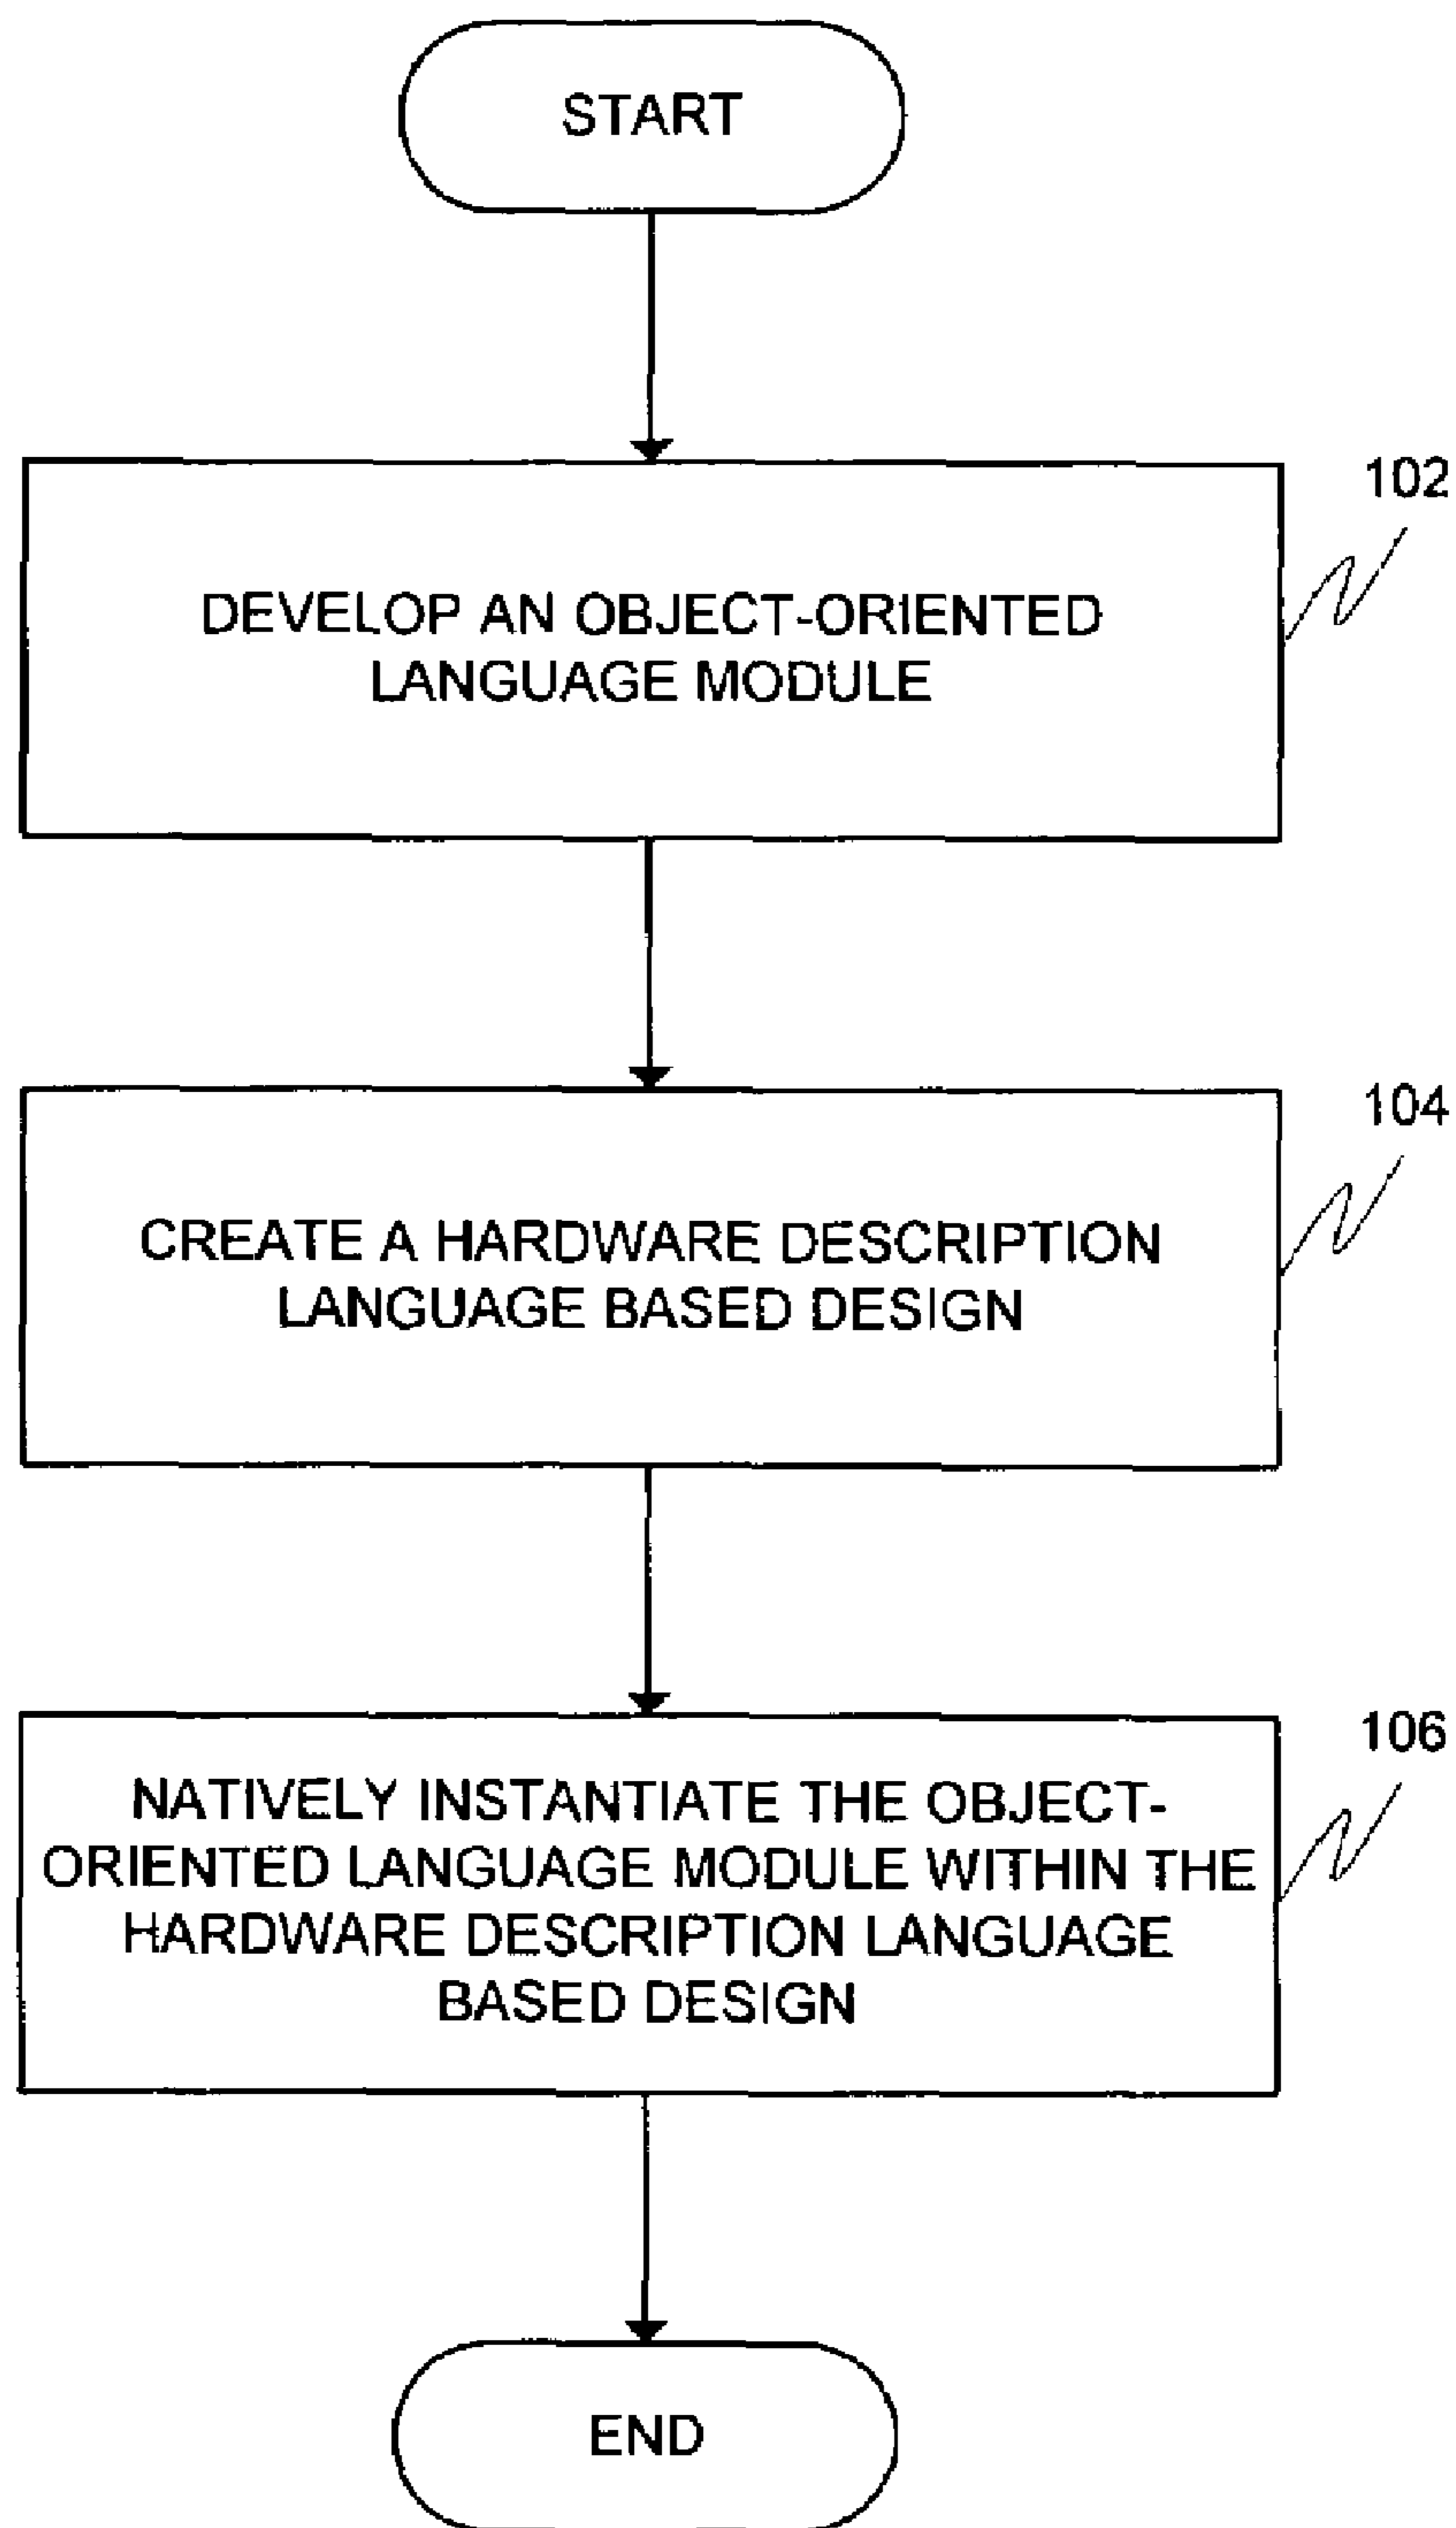 START
102
DEVELOP AN OBJECT-ORIENTED
LANGUAGE MODULE
104
CREATE A HARDWARE DESCRIPTION
LANGUAGE BASED DESIGN
106
NATIVELY INSTANTIATE THE OBJECT-
ORIENTED LANGUAGE MODULE WITHIN THE
HARDWARE DESCRIPTION LANGUAGE
BASED DESIGN
END